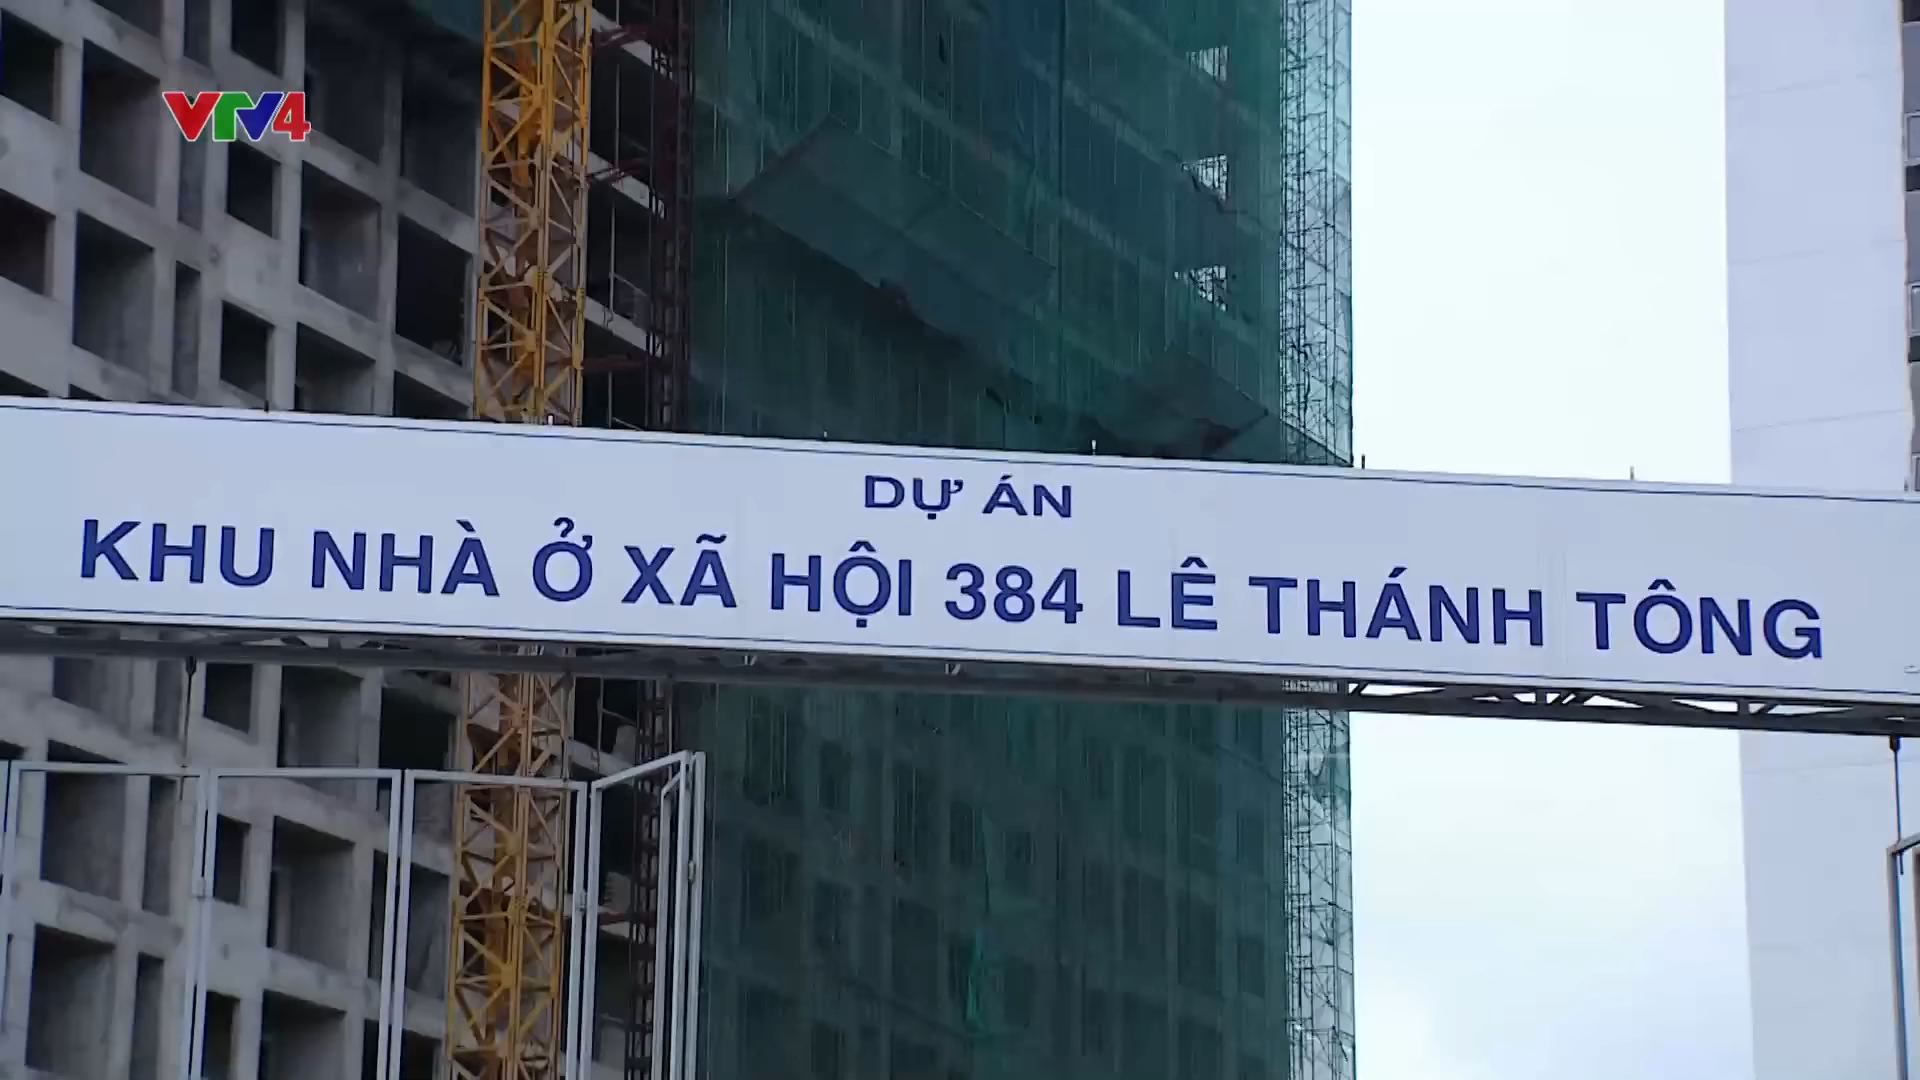 VTV4
DỰ ÁN
KHU NHÀ Ở XÃ HỘI 384 LÊ THÁNH TÔNG